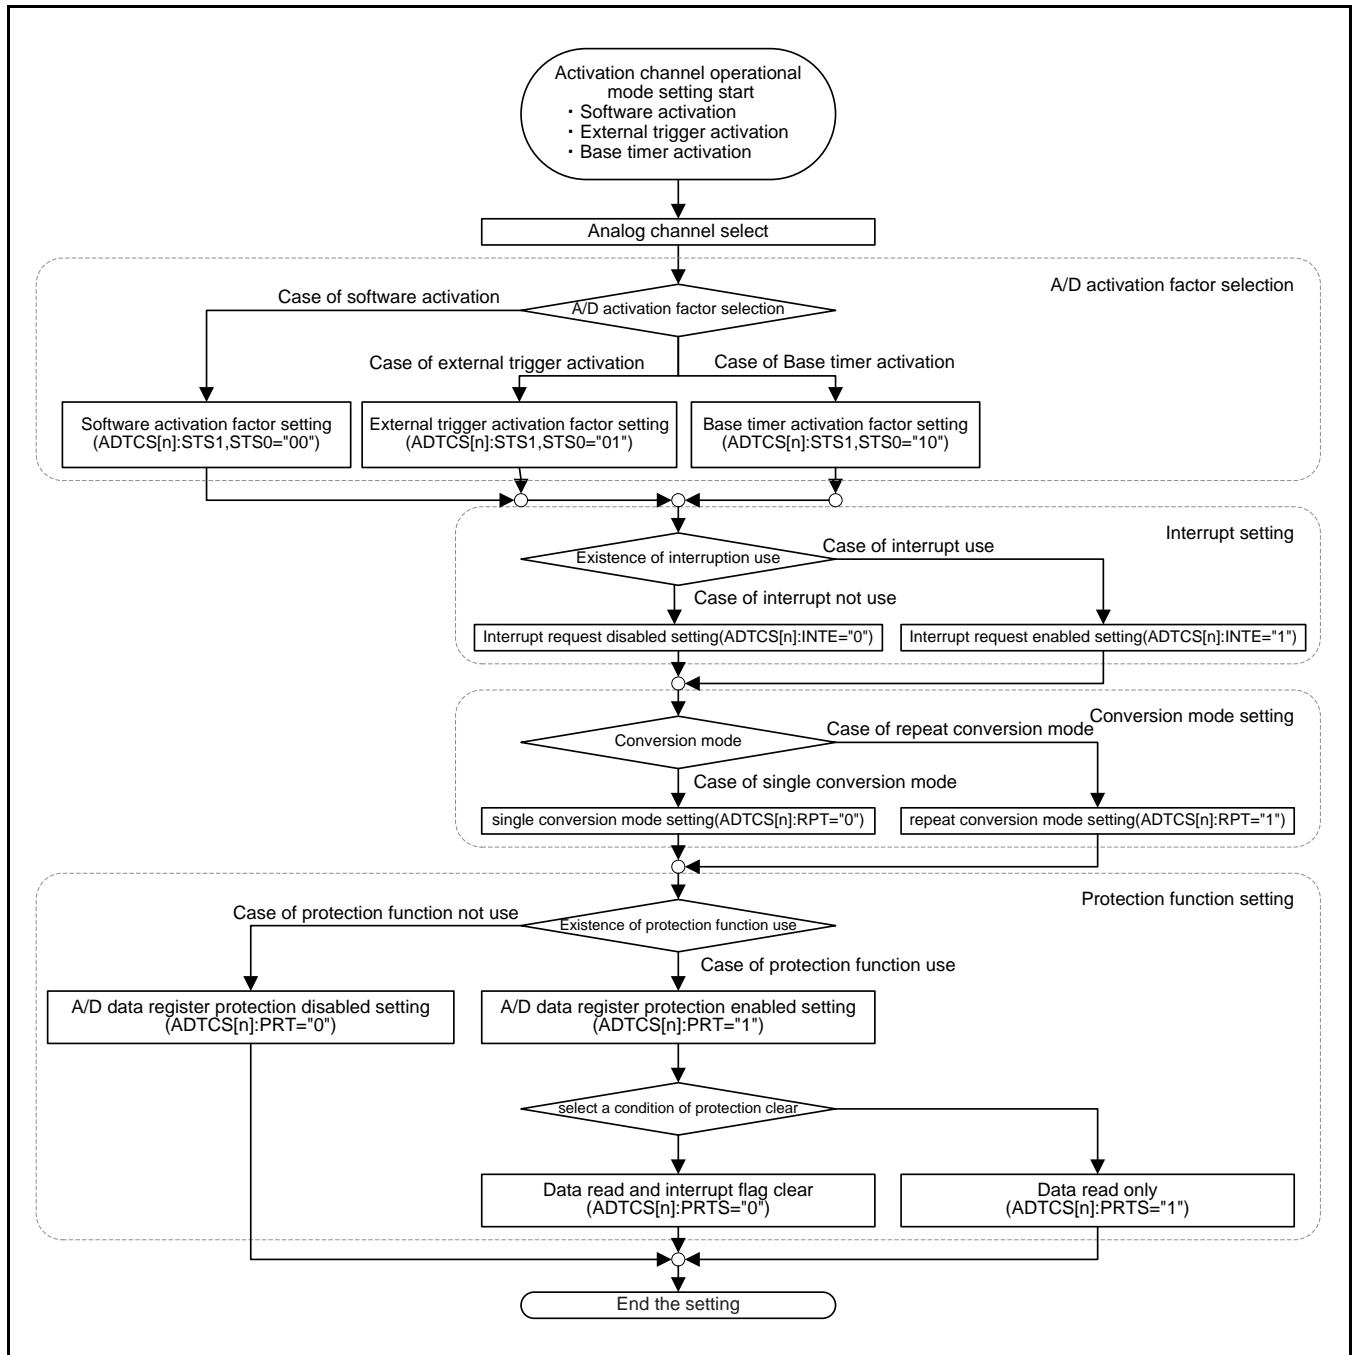 Activation channel operational
mode setting start
・Software activation
・External trigger activation
・Base timer activation
Analog channel select
A/D activation factor selection
Case of software activation
A/D activation factor selection
Case of external trigger activation
Case of Base timer activation
Software activation factor setting
(ADTCS[n]:STS1,STS0="00")
External trigger activation factor setting
(ADTCS[n]:STS1,STS0="01")
Base timer activation factor setting
(ADTCS[n]:STS1,STS0="10")
Interrupt setting
Existence of interruption use
Case of interrupt use
Case of interrupt not use
Interrupt request disabled setting(ADTCS[n]:INTE="0")
Interrupt request enabled setting(ADTCS[n]:INTE="1")
Conversion mode setting
Case of repeat conversion mode
Conversion mode
Case of single conversion mode
single conversion mode setting(ADTCS[n]:RPT="0")
repeat conversion mode setting(ADTCS[n]:RPT="1")
Protection function setting
Case of protection function not use
Existence of protection function use
Case of protection function use
A/D data register protection disabled setting
(ADTCS[n]:PRT="0")
A/D data register protection enabled setting
(ADTCS[n]:PRT="1")
select a condition of protection clear
Data read and interrupt flag clear
(ADTCS[n]:PRTS="0")
Data read only
(ADTCS[n]:PRTS="1")
End the setting